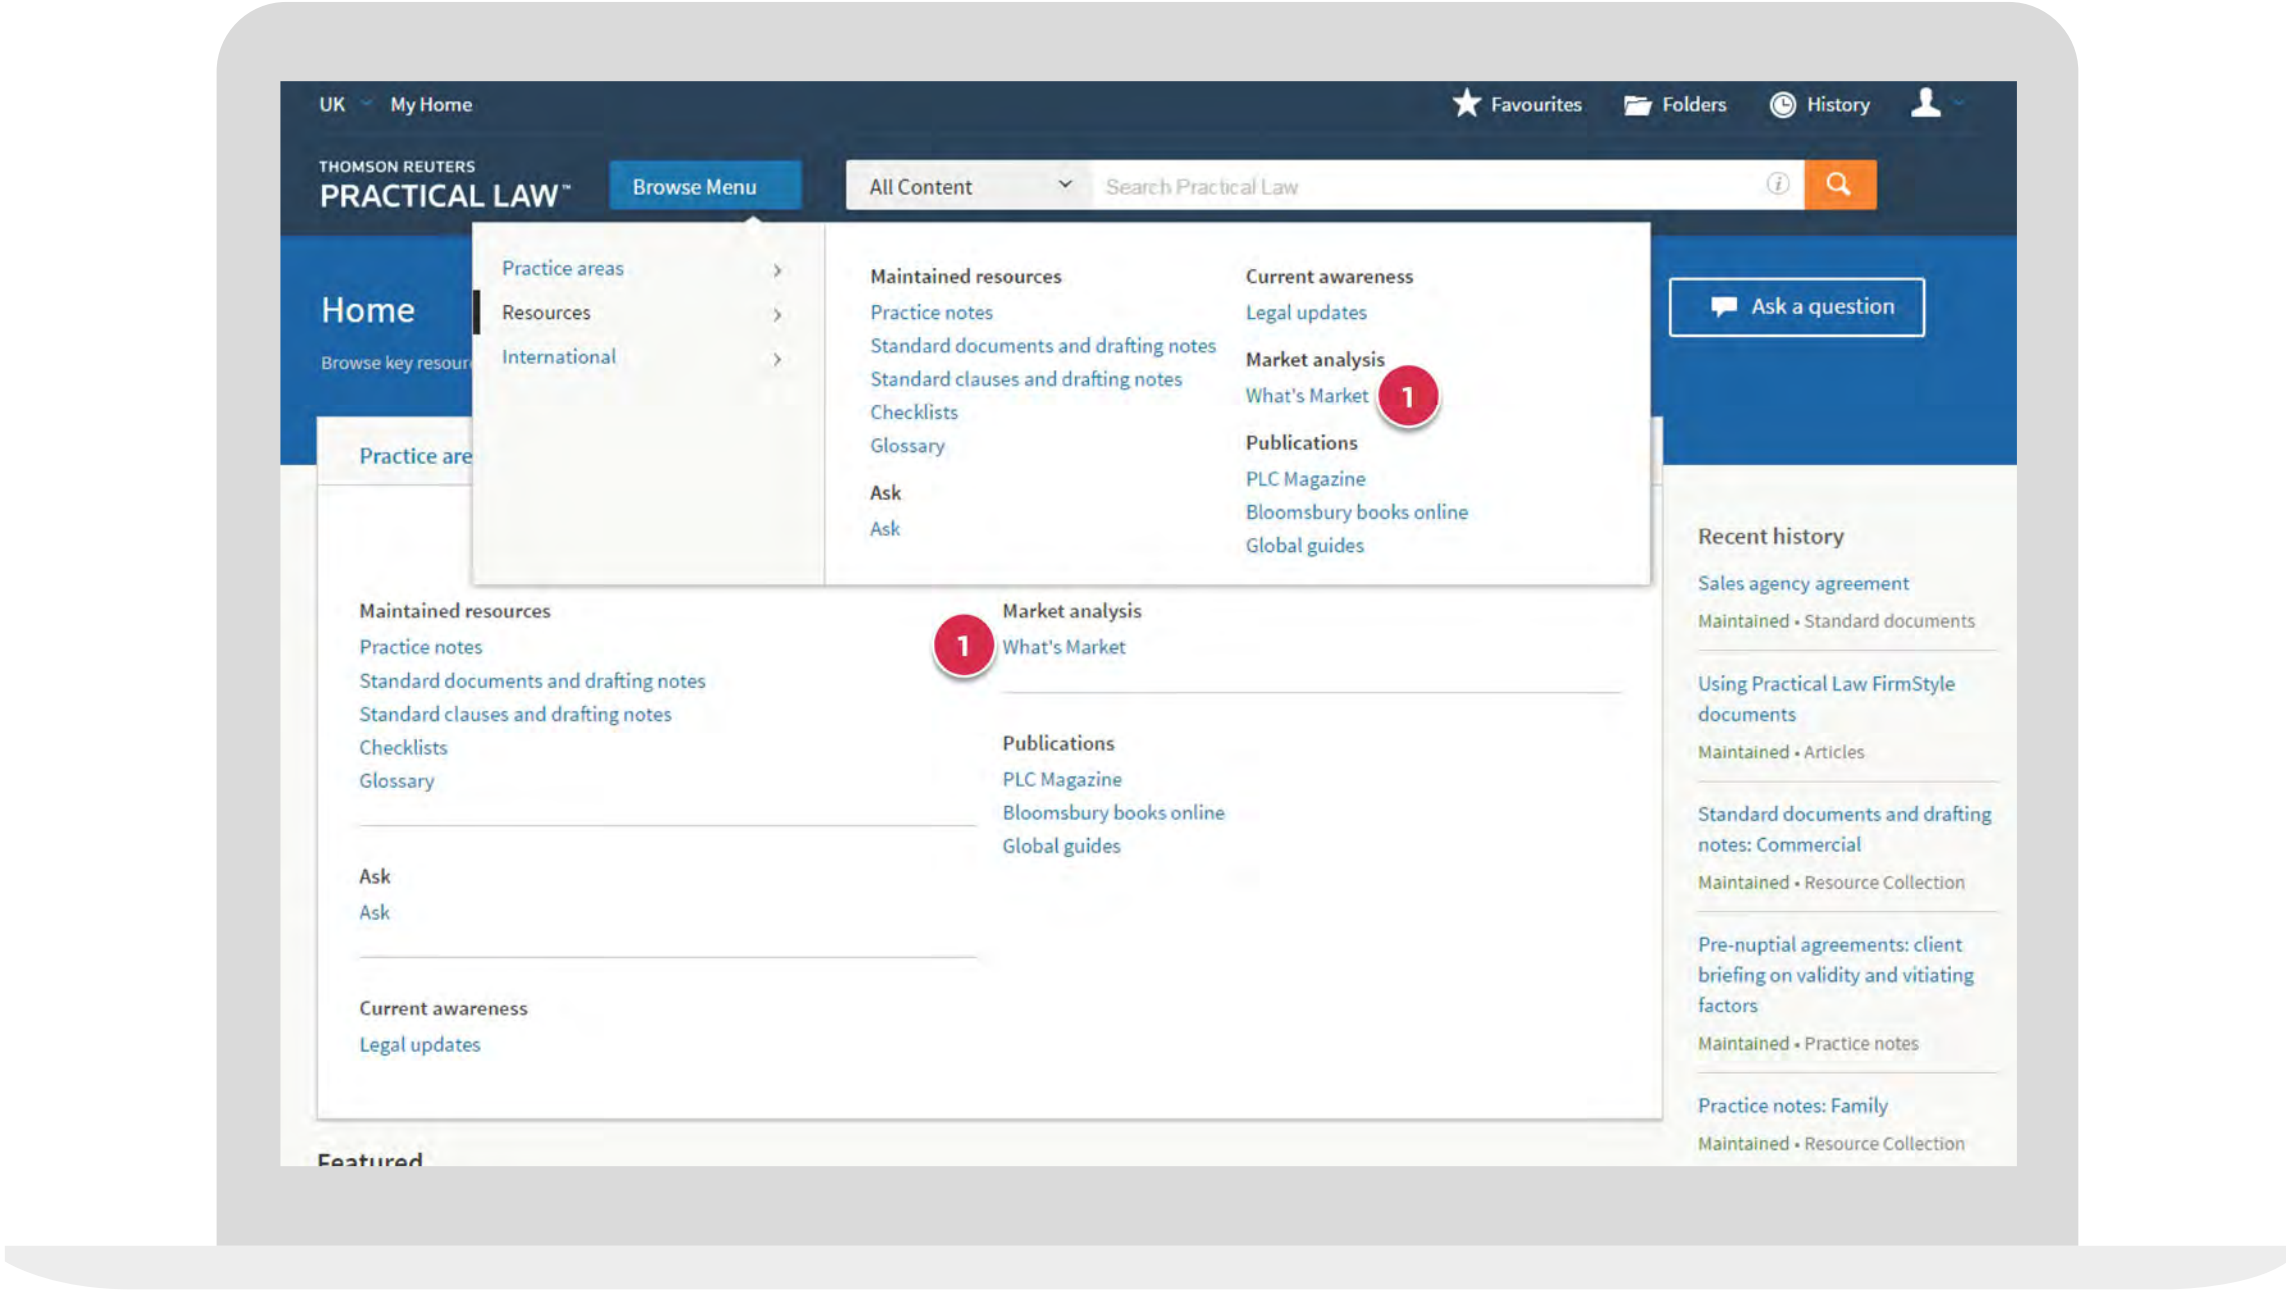 UK My Home Favourites Folders History
THOMSON REUTERS
PRACTICAL LAW™ Browse Menu All Content Search Practical Law i
Home
Browse key
Practice
Practice areas
Resources
International
Maintained resources
Practice notes
Standard documents and drafting notes
Standard clauses and drafting notes
Checklists
Glossary
Ask
Ask
Current awareness
Legal updates
Market analysis
What's Market 1
Publications
PLC Magazine
Bloomsbury books online
Global guides
Ask a question
Maintained resources
Practice notes
Standard documents and drafting notes
Standard clauses and drafting notes
Checklists
Glossary
Ask
Ask
Current awareness
Legal updates
Market analysis
1 What's Market
Publications
PLC Magazine
Bloomsbury books online
Global guides
Recent history
Sales agency agreement
Maintained • Standard documents
Using Practical Law FirmStyle
documents
Maintained • Articles
Standard documents and drafting
notes: Commercial
Maintained • Resource Collection
Pre-nuptial agreements: client
briefing on validity and vitiating
factors
Maintained • Practice notes
Practice notes: Family
Maintained • Resource Collection
Featured